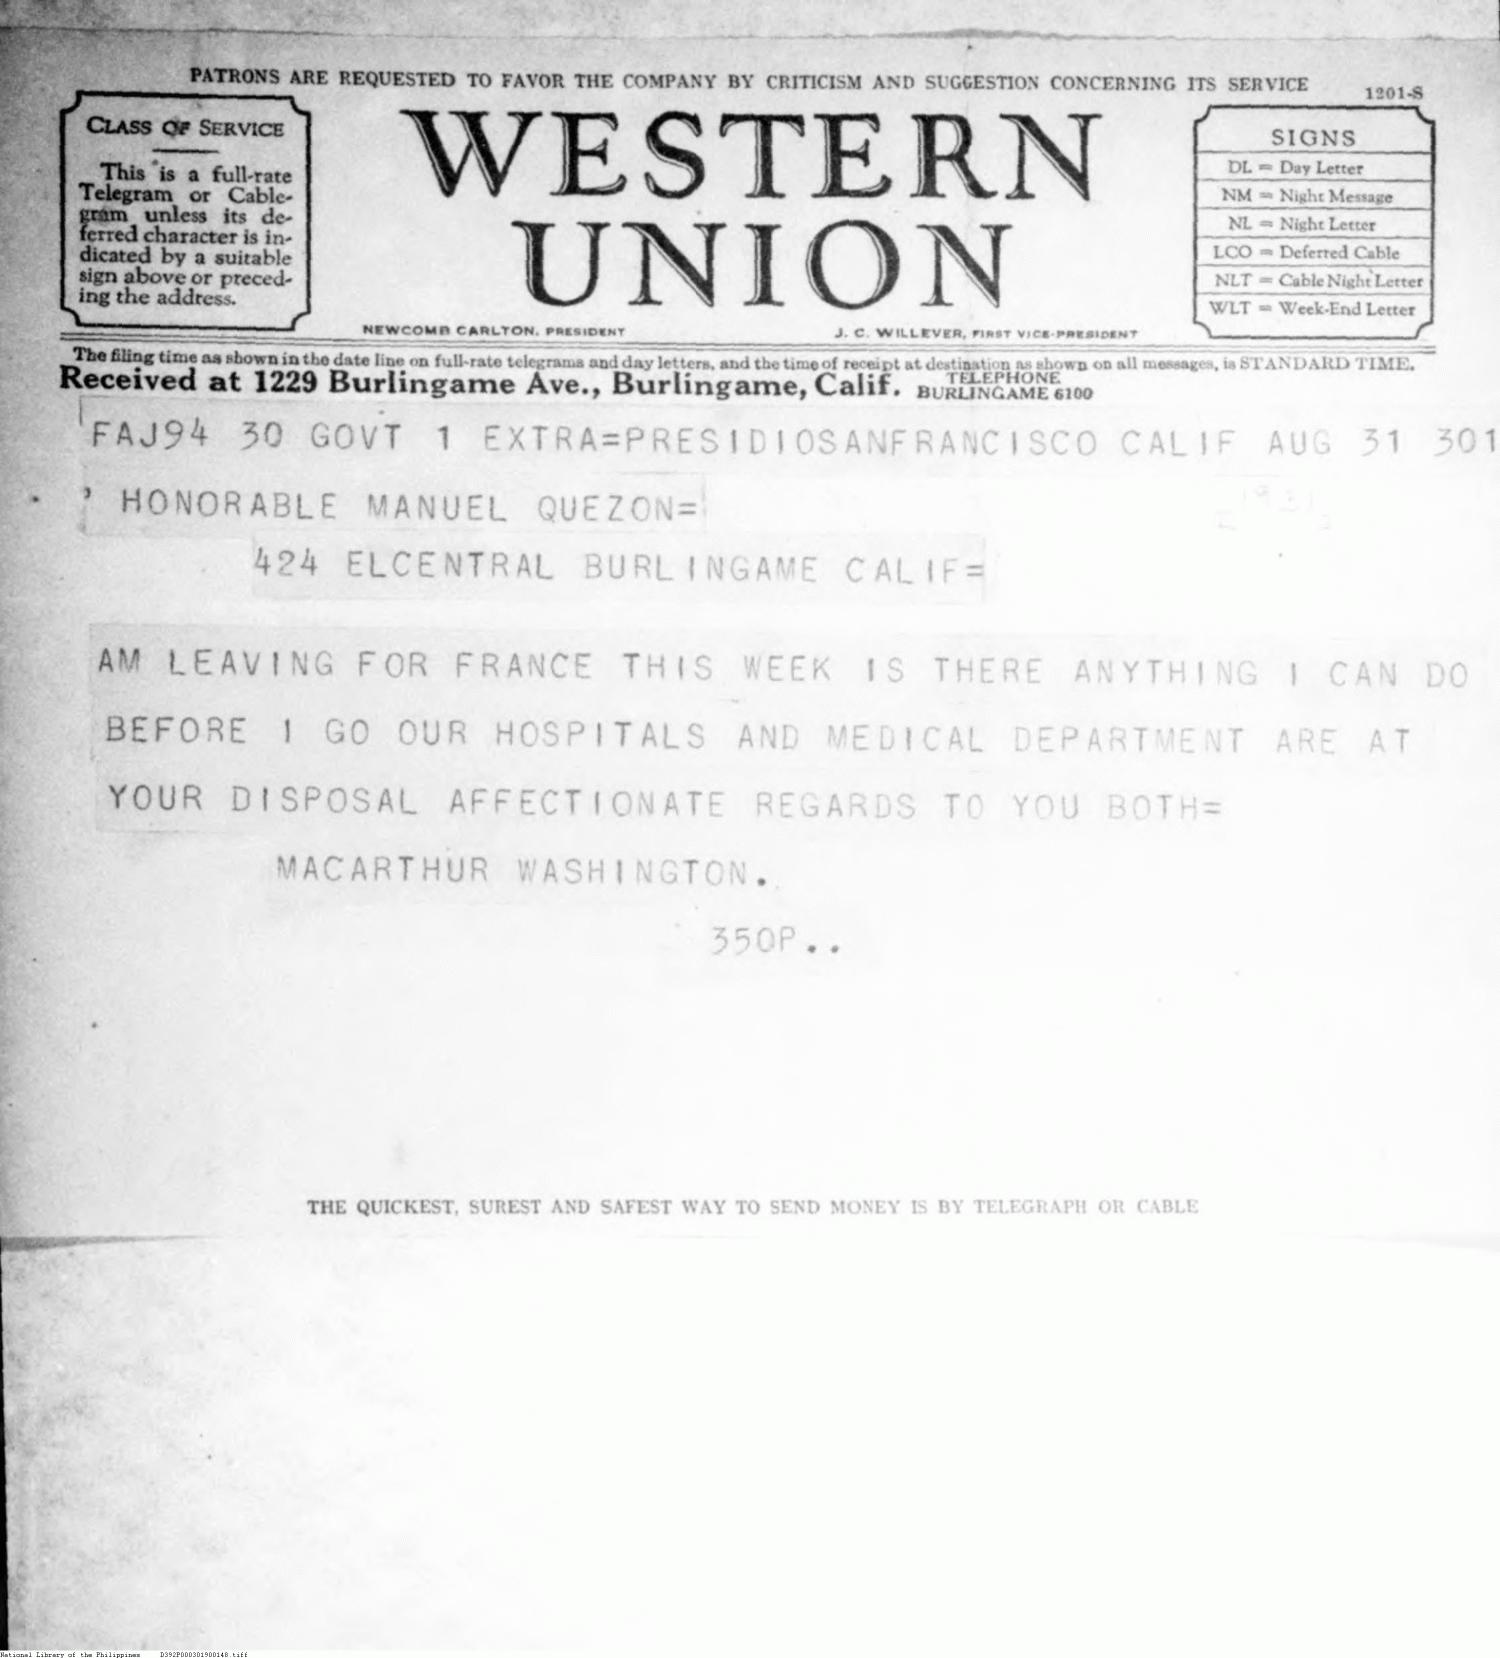 PATRONS ARE REQUESTED TO FAVOR THE COMPANY BY CRITICISM AND SUGGESTION CONCERNING ITS SERVICE
1201-S
CLASS OF SERVICE
This is a full-rate
Telegram or Cable-
gram unless its de-
ferred character is in-
dicated by a suitable
sign above or preced-
ing the address.
WESTERN
UNION
NEWCOMB CARLTON, PRESIDENT
J. C. WILLEVER, FIRST VICE-PRESIDENT
SIGNS
DL = Day Letter
NM = Night Message
NL = Night Letter
LCO = Deferred Cable
NLT = Cable Night Letter
WLT = Week-End Letter
The filing time as shown in the date line on full-rate telegrams and day letters, and the time of receipt at destination as shown on all messages, is STANDARD TIME.
Received at 1229 Burlingame Ave., Burlingame, Calif. TELEPHONE
BURLINGAME 6100
FAJ94 30 GOVT 1 EXTRA=PRESIDIOSANFRANCISCO CALIF AUG 31 301
HONORABLE MANUEL QUEZON=
[1931]
424 ELCENTRAL BURLINGAME CALIF=
AM LEAVING FOR FRANCE THIS WEEK IS THERE ANYTHING I CAN DO
BEFORE I GO OUR HOSPITALS AND MEDICAL DEPARTMENT ARE AT
YOUR DISPOSAL AFFECTIONATE REGARDS TO YOU BOTH=
MACARTHUR WASHINGTON.
350P..
THE QUICKEST, SUREST AND SAFEST WAY TO SEND MONEY IS BY TELEGRAPH OR CABLE
National Library of the Philippines D392P000301900148.tiff